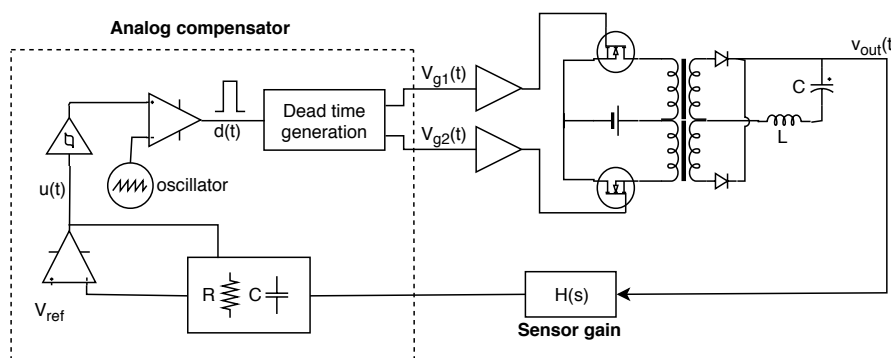 Analog compensator
V_g1(t)
V_g2(t)
d(t)
Dead time
generation
u(t)
oscillator
V_ref
R C
H(s)
Sensor gain
v_out(t
C
L